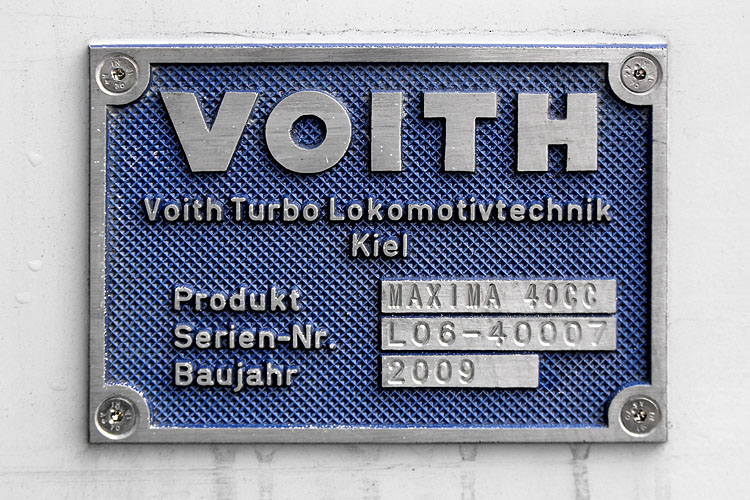 VOITH
Voith Turbo Lokomotivtechnik
Kiel
Produkt MAXIMA 40CC
Serien-Nr. L06-40007
Baujahr 2009